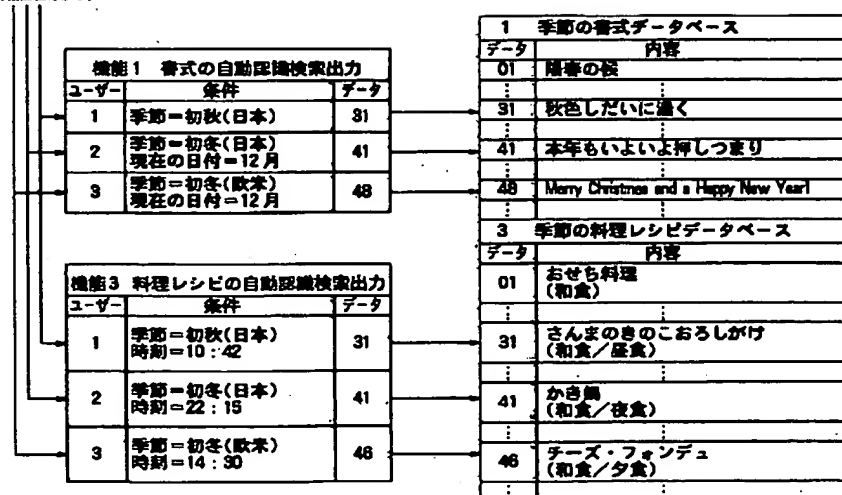 機能1 書式の自動認識検索出力
ユーザー 条件 データ
1 季節=初秋(日本) 31
2 季節=初冬(日本) 41
現在の日付=12月
3 季節=初冬(欧米) 48
現在の日付=12月
機能3 料理レシピの自動認識検索出力
ユーザー 条件 データ
1 季節=初秋(日本) 31
時刻=10:42
2 季節=初冬(日本) 41
時刻=22:15
3 季節=初冬(欧米) 46
時刻=14:30
1 季節の書式データベース
データ 内容
01 陽春の候
31 秋色しだいに濃く
41 本年もいよいよ押しつまり
48 Merry Christmas and a Happy New Year!
3 季節の料理レシピデータベース
データ 内容
01 おせち料理
(和食)
31 さんまのきのこおろしがけ
(和食/昼食)
41 かき鍋
(和食/夜食)
46 チーズ・フォンデュ
(和食/夕食)